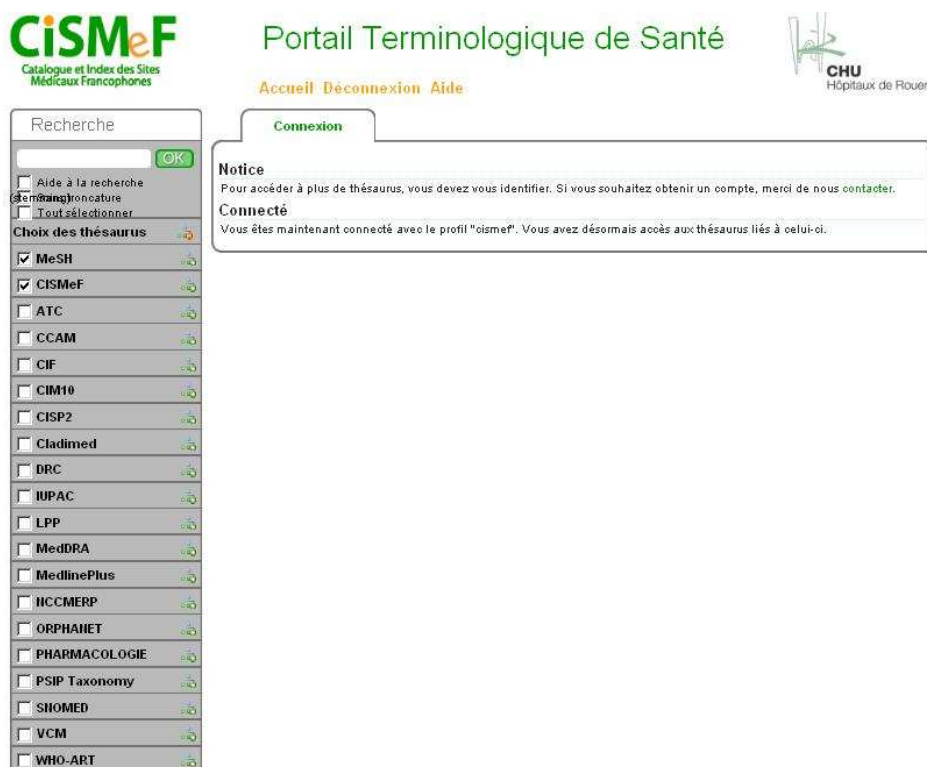 CiSMeF
Catalogue et Index des Sites
Médicaux Francophones
Portail Terminologique de Santé
CHU
Hôpitaux de Rouen
Accueil Déconnexion Aide
Recherche
OK
Aide à la recherche
Sans troncature
Tout sélectionner
Choix des thésaurus
MeSH
CISMeF
ATC
CCAM
CIF
CIM10
CISP2
Cladimed
DRC
IUPAC
LPP
MedDRA
MedlinePlus
NCCMERP
ORPHANET
PHARMACOLOGIE
PSIP Taxonomy
SNOMED
VCM
WHO-ART
Connexion
Notice
Pour accéder à plus de thésaurus, vous devez vous identifier. Si vous souhaitez obtenir un compte, merci de nous contacter.
Connecté
Vous êtes maintenant connecté avec le profil "cismef". Vous avez désormais accès aux thésaurus liés à celui-ci.